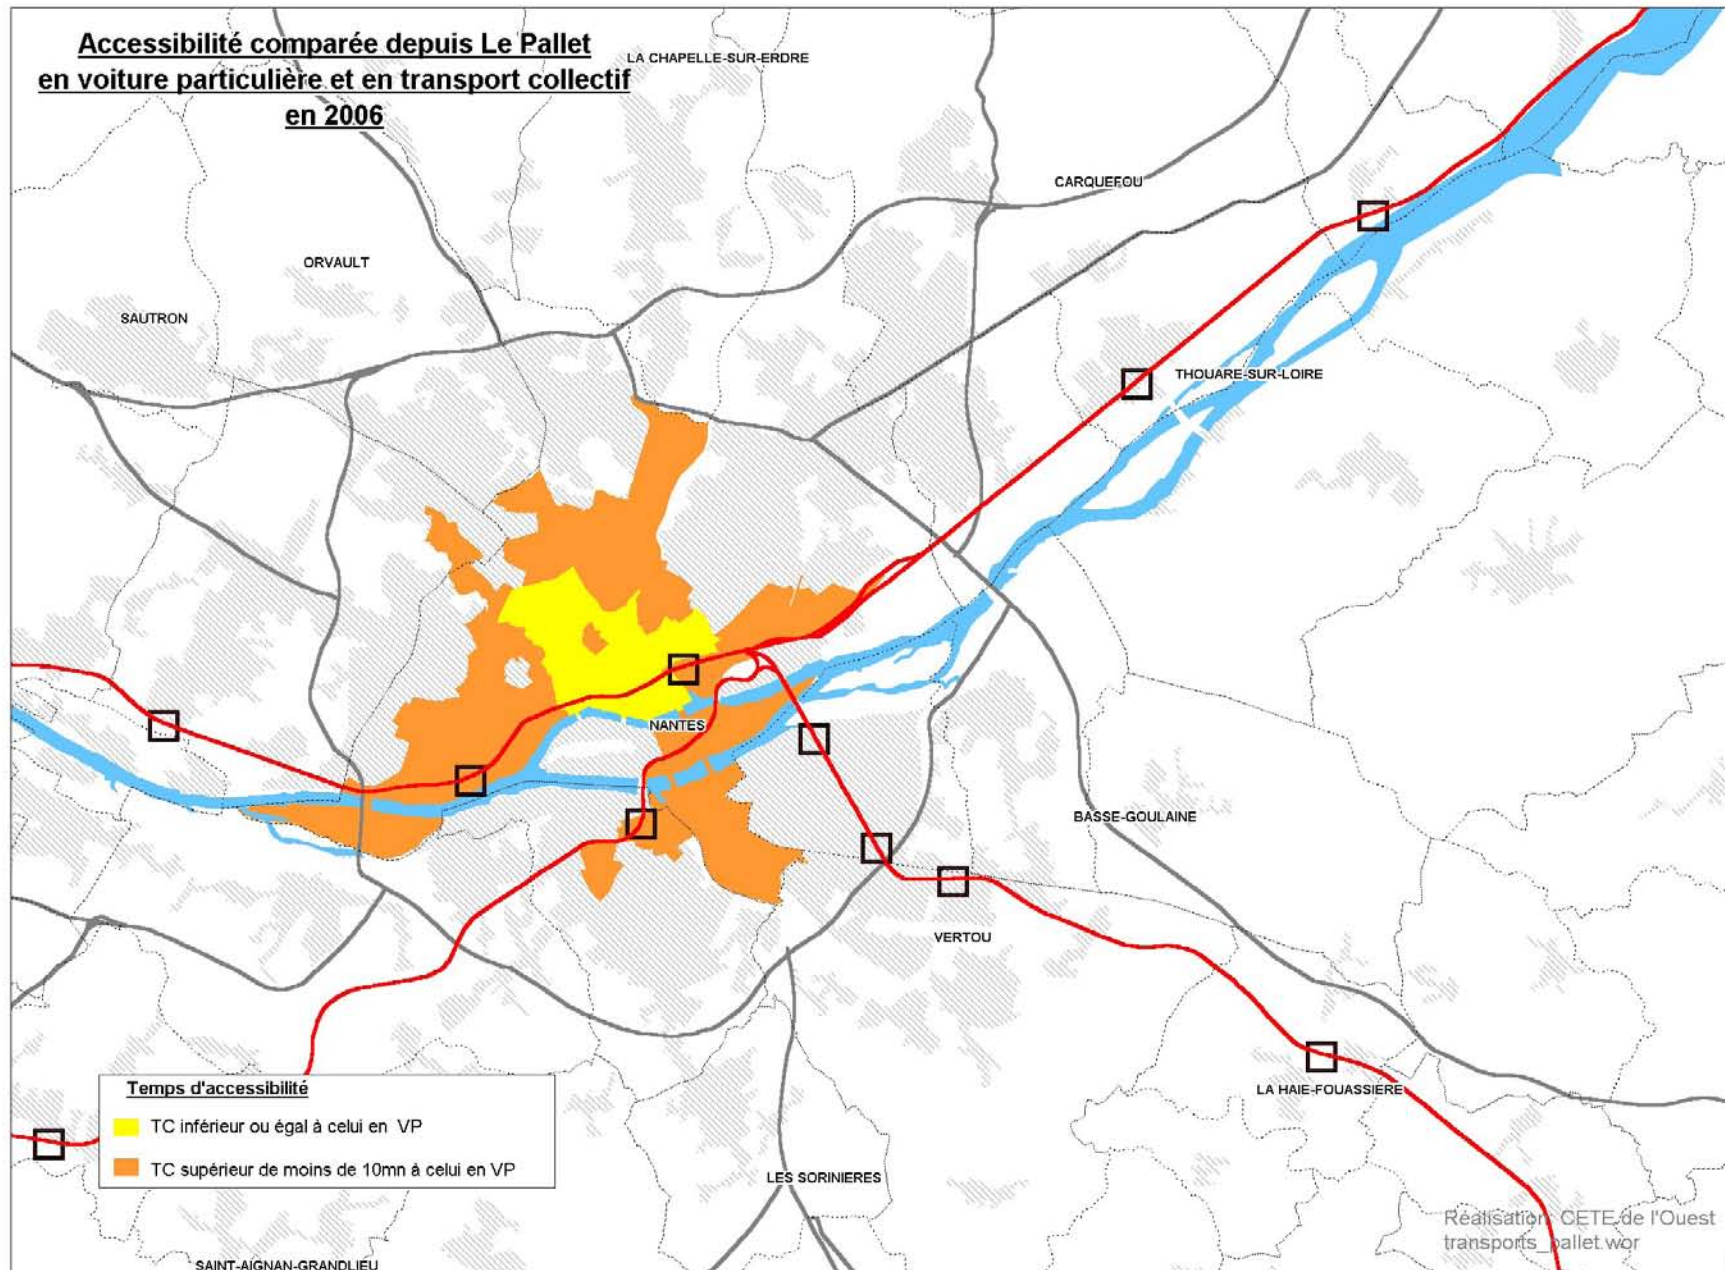 Accessibilité comparée depuis Le Pallet
en voiture particulière et en transport collectif
en 2006
LA CHAPELLE-SUR-ERDRE
CARQUEFOU
ORVAULT
SAUTRON
THOUARE-SUR-LOIRE
NANTES
BASSE-GOULAINE
VERTOU
LA HAIE-FOUASSIERE
Temps d'accessibilité
TC inférieur ou égal à celui en VP
TC supérieur de moins de 10mn à celui en VP
LES SORINIERES
Réalisation: CETE de l'Ouest
transports_pallet.wor
SAINT-AIGNAN-GRANDLIEU